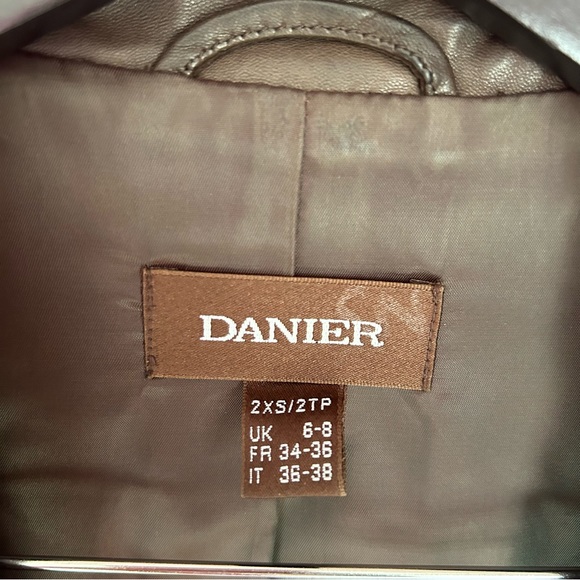 DANIER
2XS/2TP
UK 6-8
FR 34-36
IT 36-38